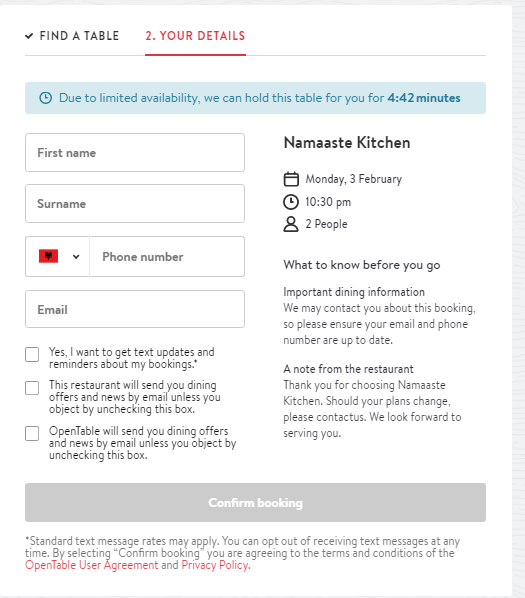 FIND A TABLE
2. YOUR DETAILS
Due to limited availability, we can hold this table for you for 4:42 minutes
First name
Surname
Phone number
Email
Yes, I want to get text updates and
reminders about my bookings.*
This restaurant will send you dining
offers and news by email unless you
object by unchecking this box.
OpenTable will send you dining offers
and news by email unless you object by
unchecking this box.
Namaaste Kitchen
Monday, 3 February
10:30 pm
2 People
What to know before you go
Important dining information
We may contact you about this booking,
so please ensure your email and phone
number are up to date.
A note from the restaurant
Thank you for choosing Namaaste
Kitchen. Should your plans change,
please contactus. We look forward to
serving you.
Confirm booking
*Standard text message rates may apply. You can opt out of receiving text messages at any
time. By selecting “Confirm booking” you are agreeing to the terms and conditions of the
OpenTable User Agreement and Privacy Policy.